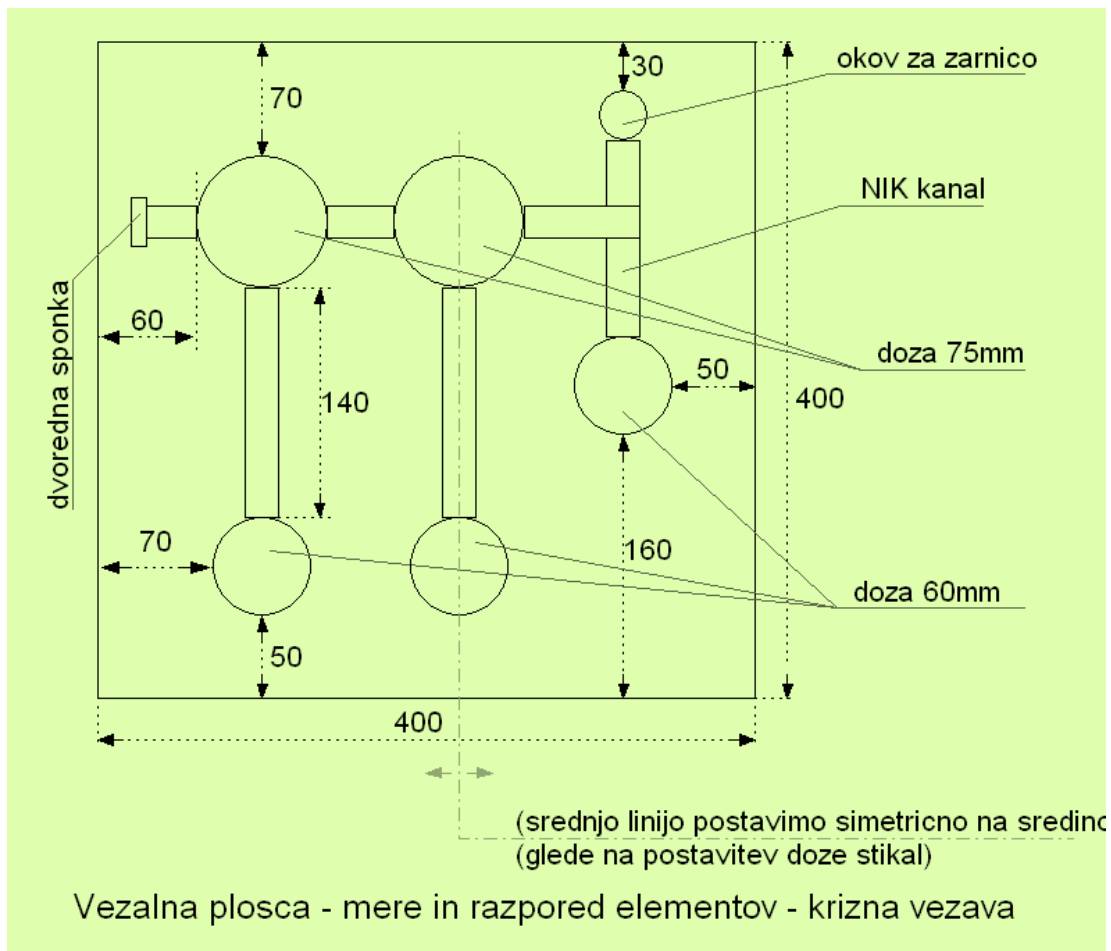 30
okov za zarnico
70
NIK kanal
dvoredna sponka
60
doza 75mm
50
400
140
70
160
doza 60mm
50
400
(srednjo linijo postavimo simetricno na sredino
(glede na postavitev doze stikal)
Vezalna plosca - mere in razpored elementov - krizna vezava